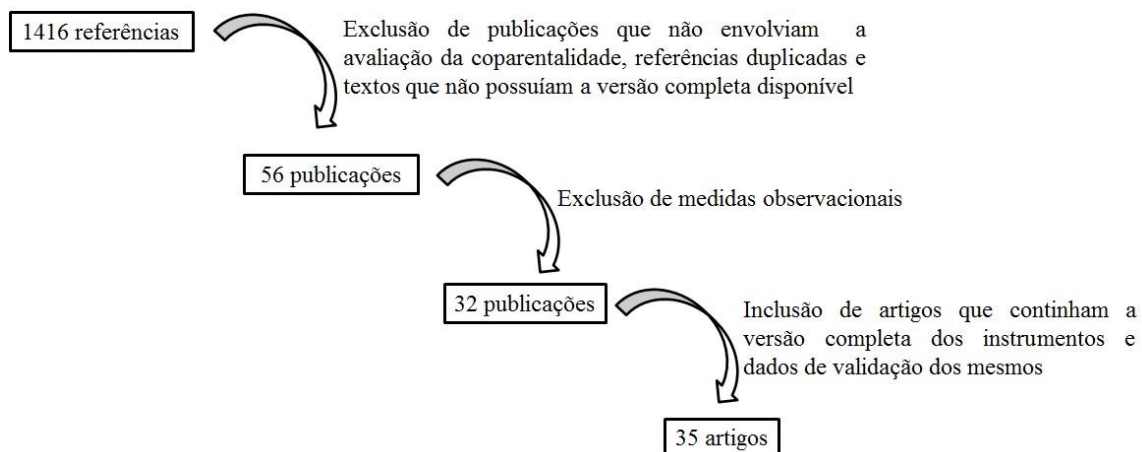 1416 referências
Exclusão de publicações que não envolviam a
avaliação da coparentalidade, referências duplicadas e
textos que não possuíam a versão completa disponível
56 publicações
Exclusão de medidas observacionais
32 publicações
Inclusão de artigos que continham a
versão completa dos instrumentos e
dados de validação dos mesmos
35 artigos